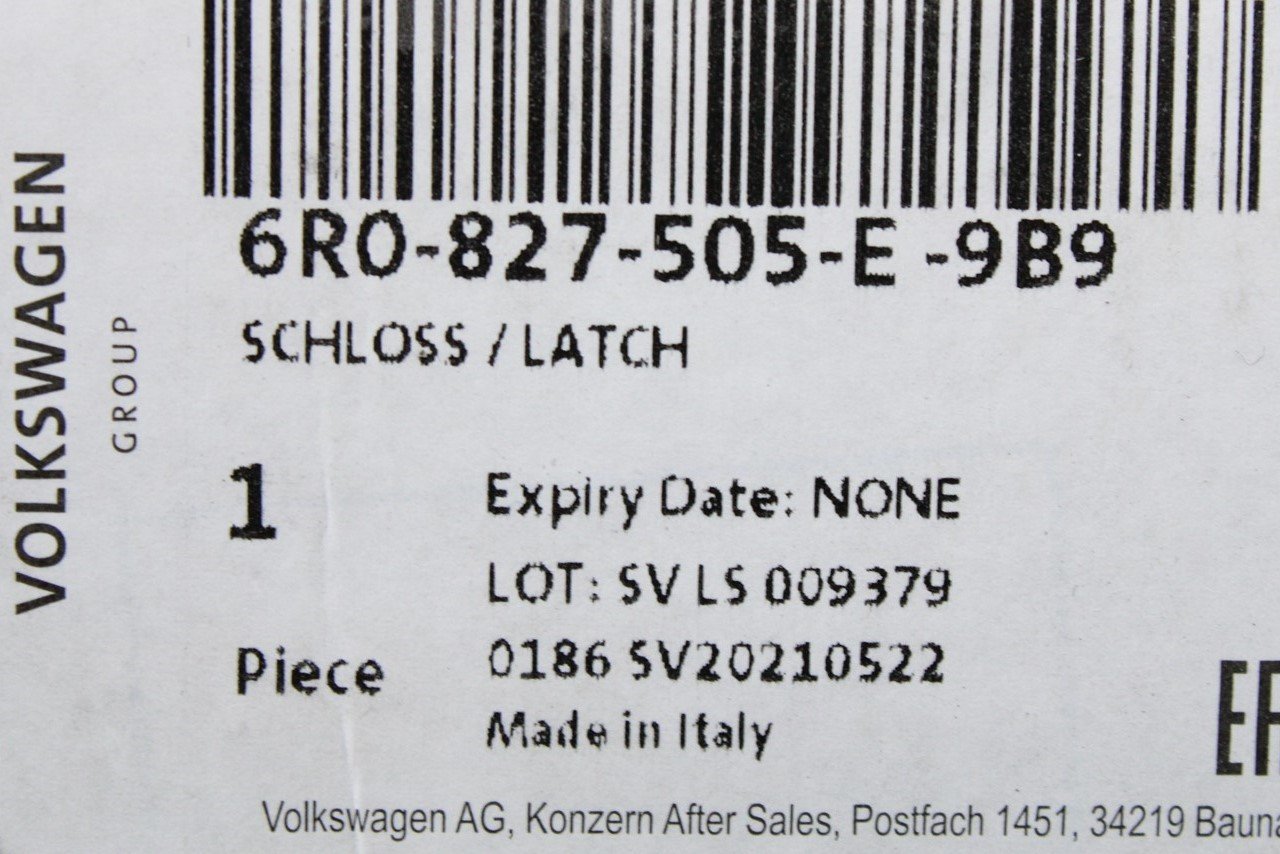 VOLKSWAGEN
GROUP
6R0-827-505-E -9B9
SCHLOSS / LATCH
1
Expiry Date: NONE
LOT: SV LS 009379
Piece
0186 SV20210522
Made in Italy
Volkswagen AG, Konzern After Sales, Postfach 1451, 34219